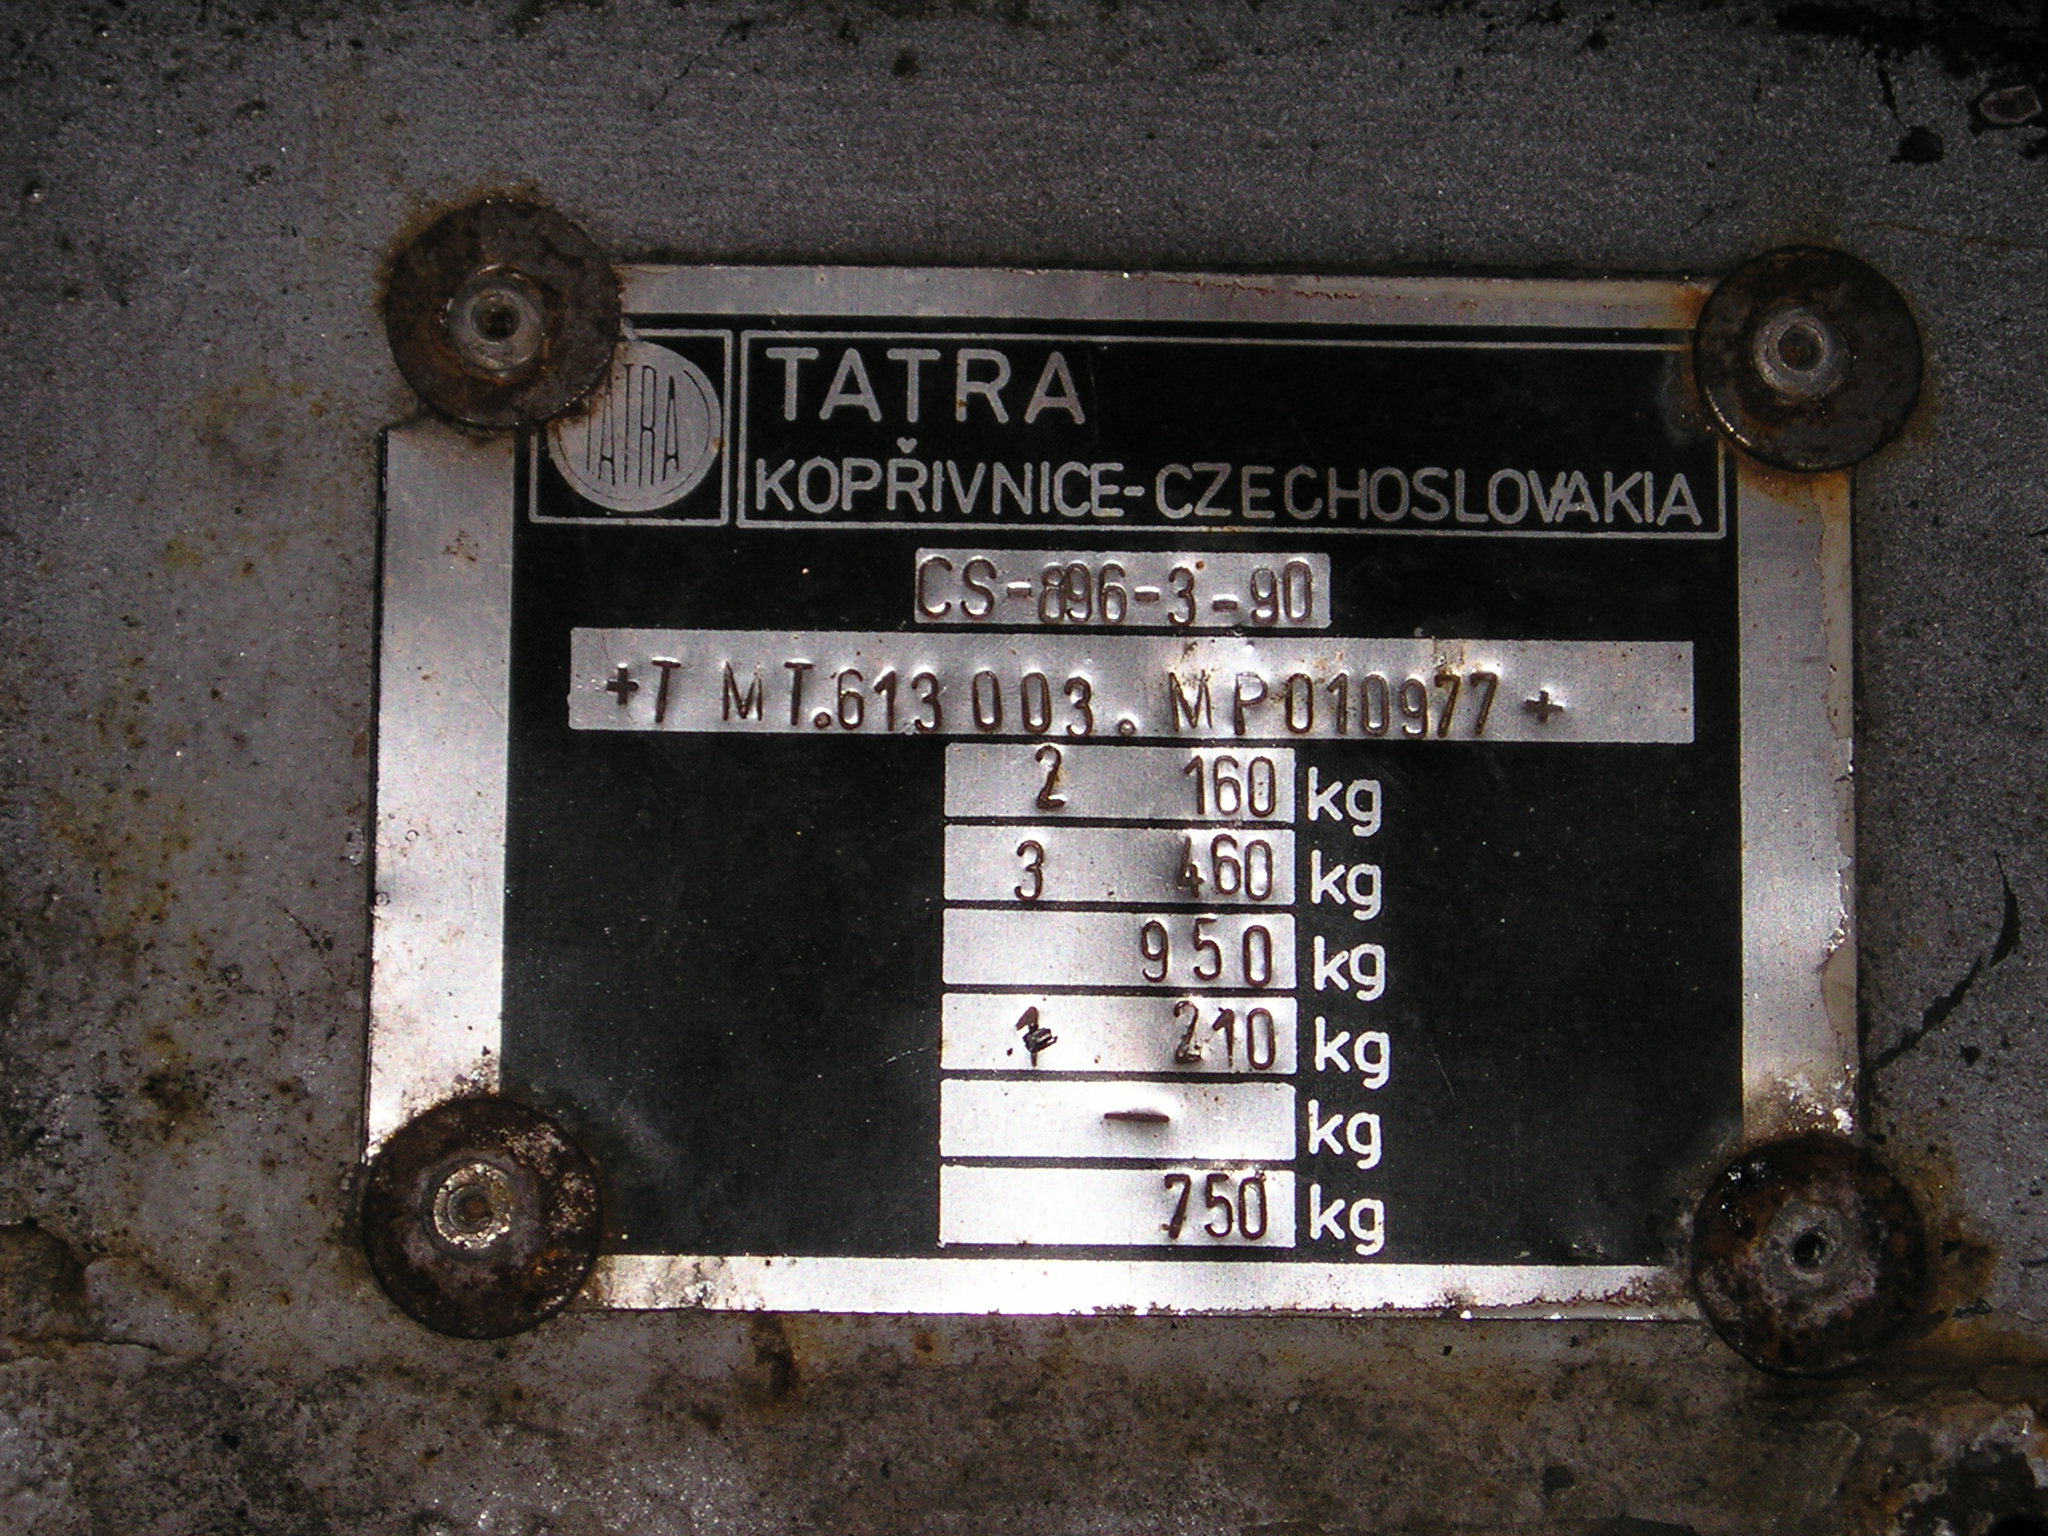 TATRA
TATRA
KOPŘIVNICE-CZECHOSLOVAKIA
CS-896-3-90
+T MT.613 003. MP010977+
2 160 kg
3 460 kg
950 kg
1 210 kg
- kg
750 kg